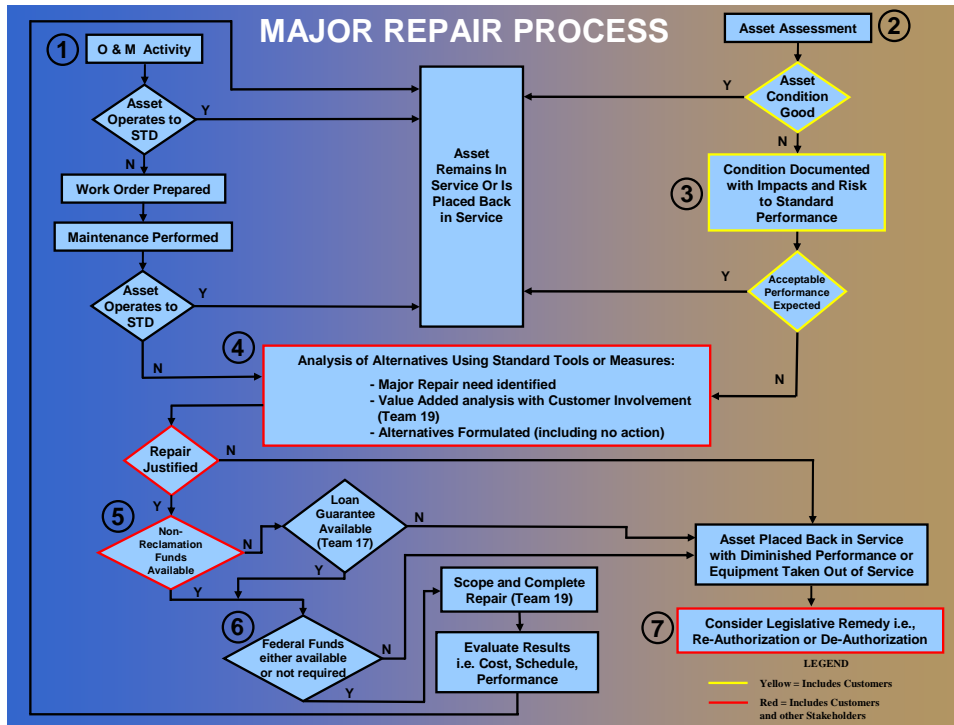 MAJOR REPAIR PROCESS
1
O & M Activity
Asset
Operates to
STD
Y
N
Work Order Prepared
Maintenance Performed
Asset
Operates to
STD
Y
N
Asset
Remains In
Service Or Is
Placed Back
in Service
2
Asset Assessment
Asset
Condition
Good
Y
N
3
Condition Documented
with Impacts and Risk
to Standard
Performance
Acceptable
Performance
Expected
Y
N
4
Analysis of Alternatives Using Standard Tools or Measures:
- Major Repair need identified
- Value Added analysis with Customer Involvement
(Team 19)
- Alternatives Formulated (including no action)
Repair
Justified
N
Y
5
Non-
Reclamation
Funds
Available
N
Y
Loan
Guarantee
Available
(Team 17)
N
Y
6
Federal Funds
either available
or not required
N
Y
Scope and Complete
Repair (Team 19)
Evaluate Results
i.e. Cost, Schedule,
Performance
Asset Placed Back in Service
with Diminished Performance or
Equipment Taken Out of Service
7
Consider Legislative Remedy i.e.,
Re-Authorization or De-Authorization
LEGEND
Yellow = Includes Customers
Red = Includes Customers
and other Stakeholders